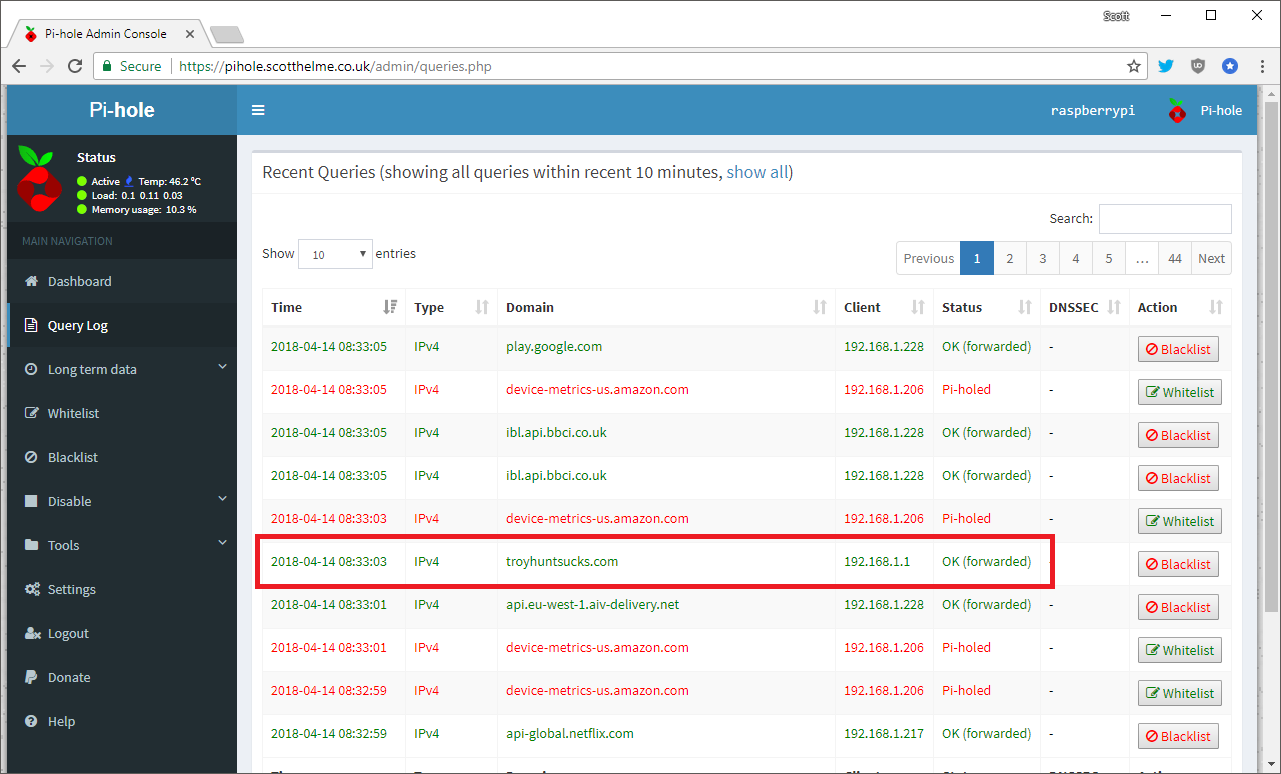 Scott
Pi-hole Admin Console
Secure https://pihole.scotthelme.co.uk/admin/queries.php
Pi-hole raspberrypi Pi-hole
Status
Active Temp: 46.2 °C
Load: 0.1 0.11 0.03
Memory usage: 10.3 %
MAIN NAVIGATION
Dashboard
Query Log
Long term data
Whitelist
Blacklist
Disable
Tools
Settings
Logout
Donate
Help
Recent Queries (showing all queries within recent 10 minutes, show all)
Search:
Show 10 entries
Previous 1 2 3 4 5 ... 44 Next
Time Type Domain Client Status DNSSEC Action
2018-04-14 08:33:05 IPv4 play.google.com 192.168.1.228 OK (forwarded) - Blacklist
2018-04-14 08:33:05 IPv4 device-metrics-us.amazon.com 192.168.1.206 Pi-holed - Whitelist
2018-04-14 08:33:05 IPv4 ibl.api.bbci.co.uk 192.168.1.228 OK (forwarded) - Blacklist
2018-04-14 08:33:05 IPv4 ibl.api.bbci.co.uk 192.168.1.228 OK (forwarded) - Blacklist
2018-04-14 08:33:03 IPv4 device-metrics-us.amazon.com 192.168.1.206 Pi-holed - Whitelist
2018-04-14 08:33:03 IPv4 troyhuntsucks.com 192.168.1.1 OK (forwarded) Blacklist
2018-04-14 08:33:01 IPv4 api.eu-west-1.aiv-delivery.net 192.168.1.228 OK (forwarded) - Blacklist
2018-04-14 08:33:01 IPv4 device-metrics-us.amazon.com 192.168.1.206 Pi-holed - Whitelist
2018-04-14 08:32:59 IPv4 device-metrics-us.amazon.com 192.168.1.206 Pi-holed - Whitelist
2018-04-14 08:32:59 IPv4 api-global.netflix.com 192.168.1.217 OK (forwarded) - Blacklist